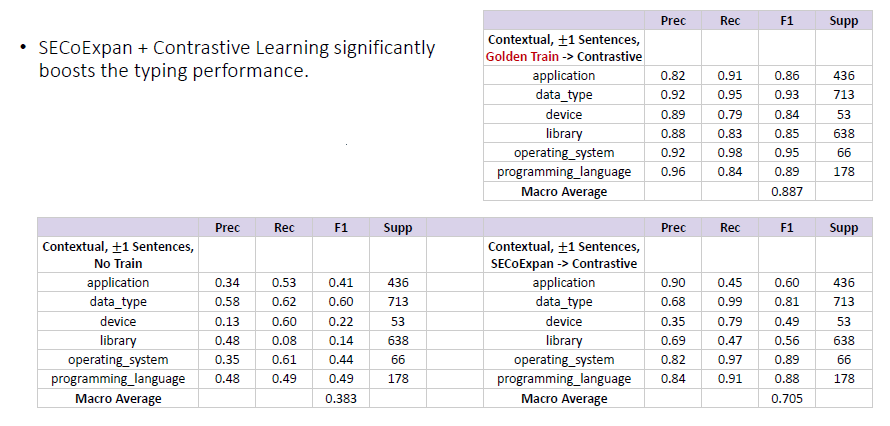 • SECoExpan + Contrastive Learning significantly
boosts the typing performance.
Prec Rec F1 Supp
Contextual, ±1 Sentences,
Golden Train -> Contrastive
application 0.82 0.91 0.86 436
data_type 0.92 0.95 0.93 713
device 0.89 0.79 0.84 53
library 0.88 0.83 0.85 638
operating_system 0.92 0.98 0.95 66
programming_language 0.96 0.84 0.89 178
Macro Average 0.887
Prec Rec F1 Supp
Contextual, ±1 Sentences,
No Train
application 0.34 0.53 0.41 436
data_type 0.58 0.62 0.60 713
device 0.13 0.60 0.22 53
library 0.48 0.08 0.14 638
operating_system 0.35 0.61 0.44 66
programming_language 0.48 0.49 0.49 178
Macro Average 0.383
Prec Rec F1 Supp
Contextual, ±1 Sentences,
SECoExpan -> Contrastive
application 0.90 0.45 0.60 436
data_type 0.68 0.99 0.81 713
device 0.35 0.79 0.49 53
library 0.69 0.47 0.56 638
operating_system 0.82 0.97 0.89 66
programming_language 0.84 0.91 0.88 178
Macro Average 0.705